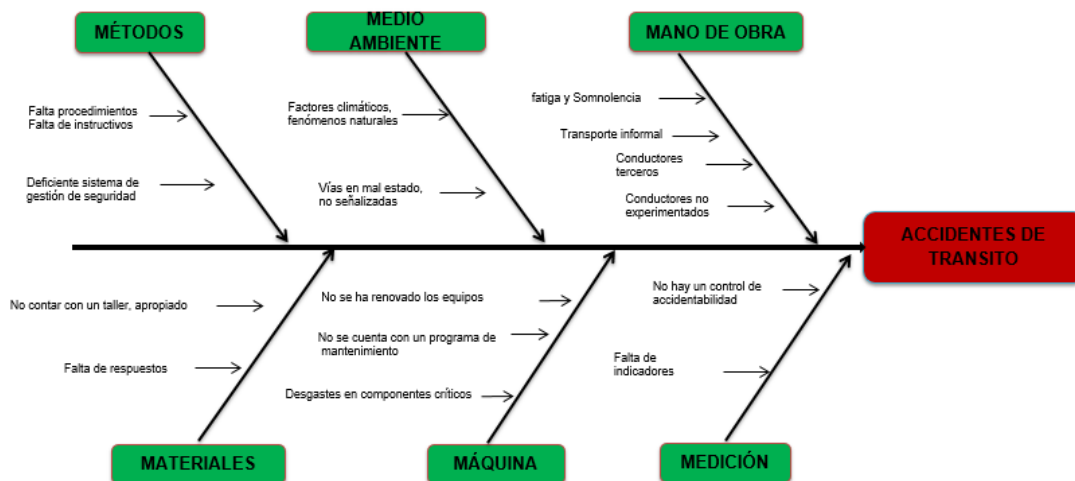 MÉTODOS
MEDIO
AMBIENTE
MANO DE OBRA
Falta procedimientos
Falta de instructivos
Deficiente sistema de
gestión de seguridad
Factores climáticos,
fenómenos naturales
Vías en mal estado,
no señalizadas
fatiga y Somnolencia
Transporte informal
Conductores
terceros
Conductores no
experimentados
ACCIDENTES DE
TRANSITO
No contar con un taller, apropiado
Falta de respuestos
No se ha renovado los equipos
No se cuenta con un programa de
mantenimiento
Desgastes en componentes críticos
No hay un control de
accidentabilidad
Falta de
indicadores
MATERIALES
MÁQUINA
MEDICIÓN